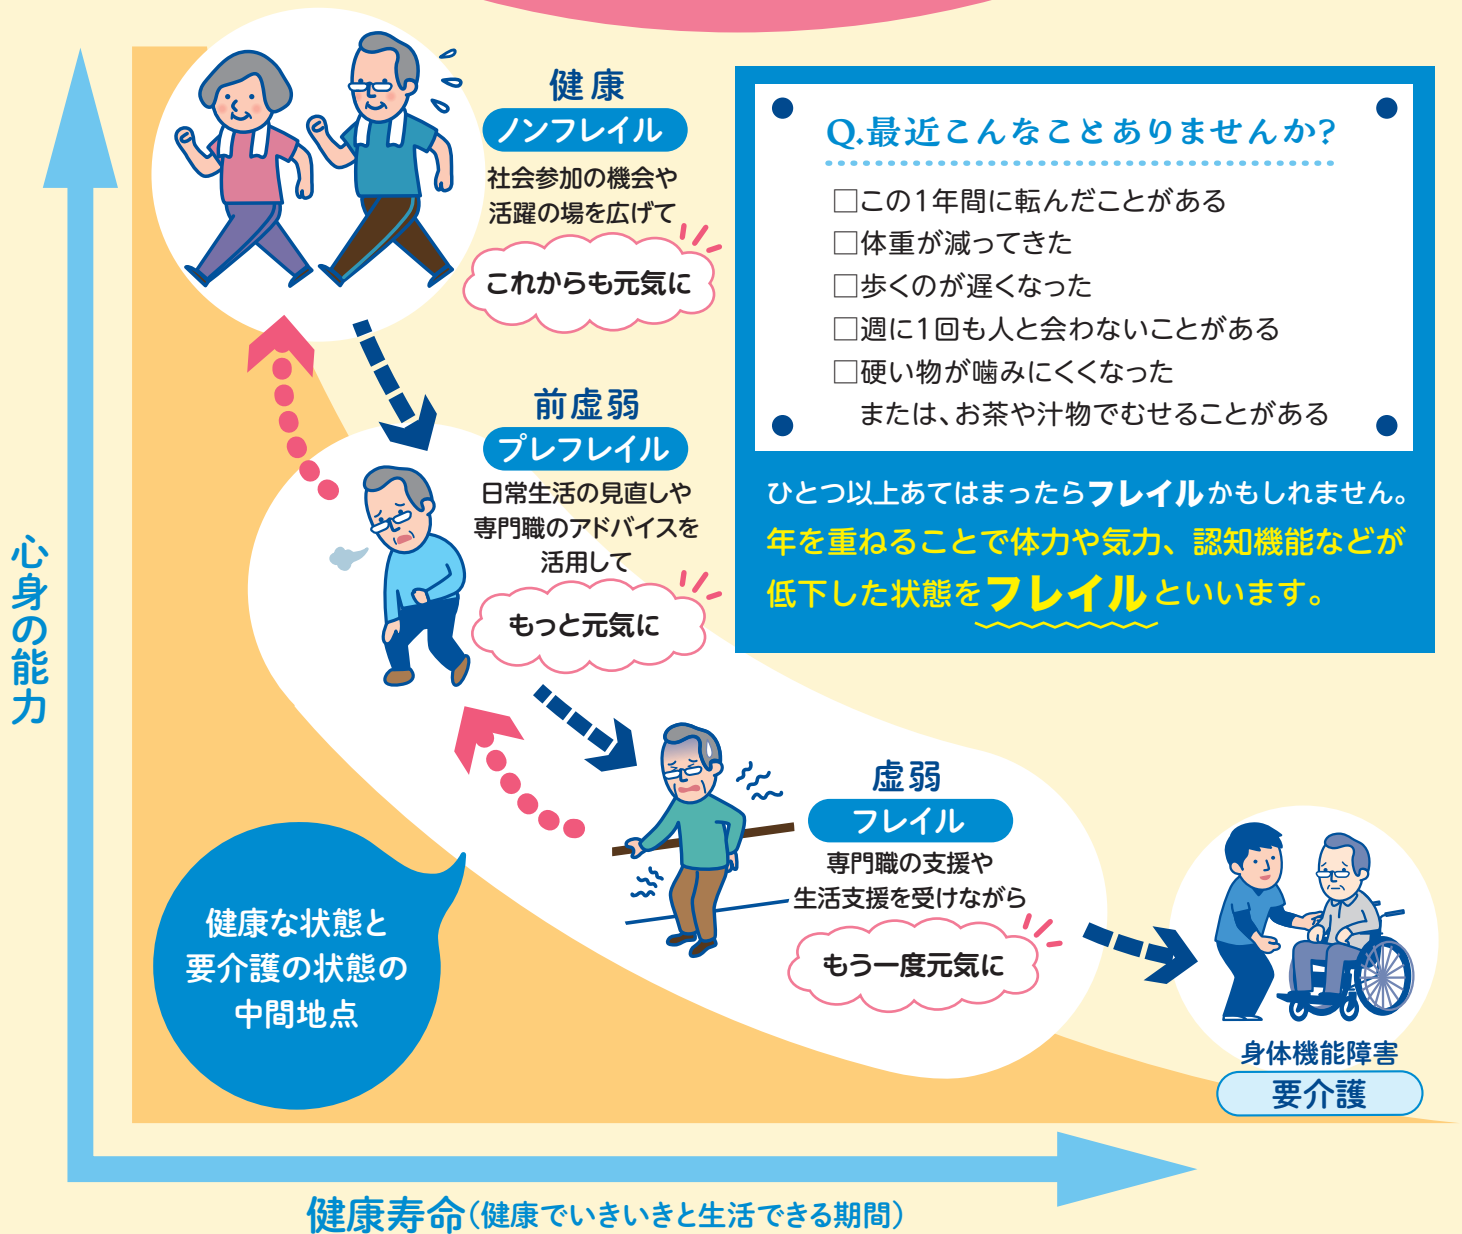 健康
ノンフレイル
社会参加の機会や
活躍の場を広げて
これからも元気に
Q.最近こんなことありませんか?
□この1年間に転んだことがある
□体重が減ってきた
□歩くのが遅くなった
□週に1回も人と会わないことがある
□硬い物が噛みにくくなった
または、お茶や汁物でむせることがある
ひとつ以上あてはまったらフレイルかもしれません。
年を重ねることで体力や気力、認知機能などが
低下した状態をフレイルといいます。
前虚弱
プレフレイル
日常生活の見直しや
専門職のアドバイスを
活用して
もっと元気に
虚弱
フレイル
専門職の支援や
生活支援を受けながら
もう一度元気に
健康な状態と
要介護の状態の
中間地点
身体機能障害
要介護
心身の能力
健康寿命(健康でいきいきと生活できる期間)